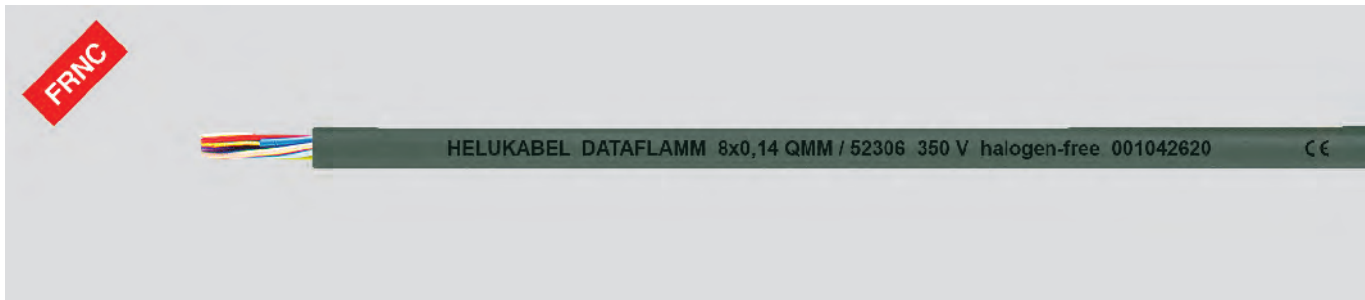 FRNC
HELUKABEL DATAFLAMM 8x0,14 QMM / 52306 350 V halogen-free 001042620 CE